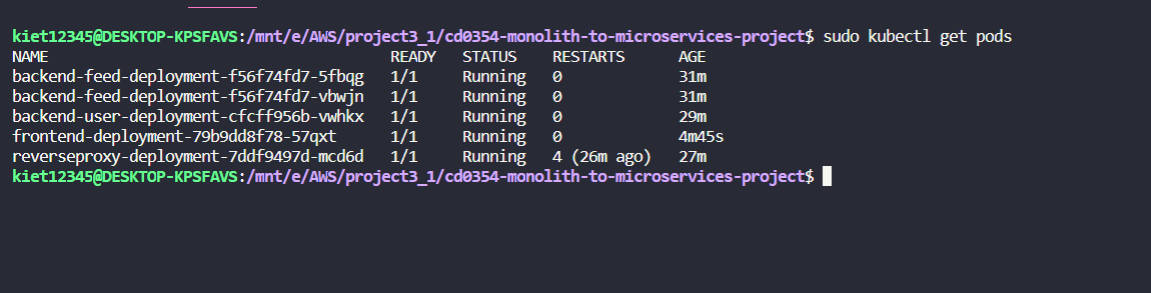 kiet12345@DESKTOP-KPSFAVS:/mnt/e/AWS/project3_1/cd0354-monolith-to-microservices-project$ sudo kubectl get pods
NAME READY STATUS RESTARTS AGE
backend-feed-deployment-f56f74fd7-5fbqg 1/1 Running 0 31m
backend-feed-deployment-f56f74fd7-vbwjn 1/1 Running 0 31m
backend-user-deployment-cfcff956b-vwhkx 1/1 Running 0 29m
frontend-deployment-79b9dd8f78-57qxt 1/1 Running 0 4m45s
reverseproxy-deployment-7ddf9497d-mcd6d 1/1 Running 4 (26m ago) 27m
kiet12345@DESKTOP-KPSFAVS:/mnt/e/AWS/project3_1/cd0354-monolith-to-microservices-project$